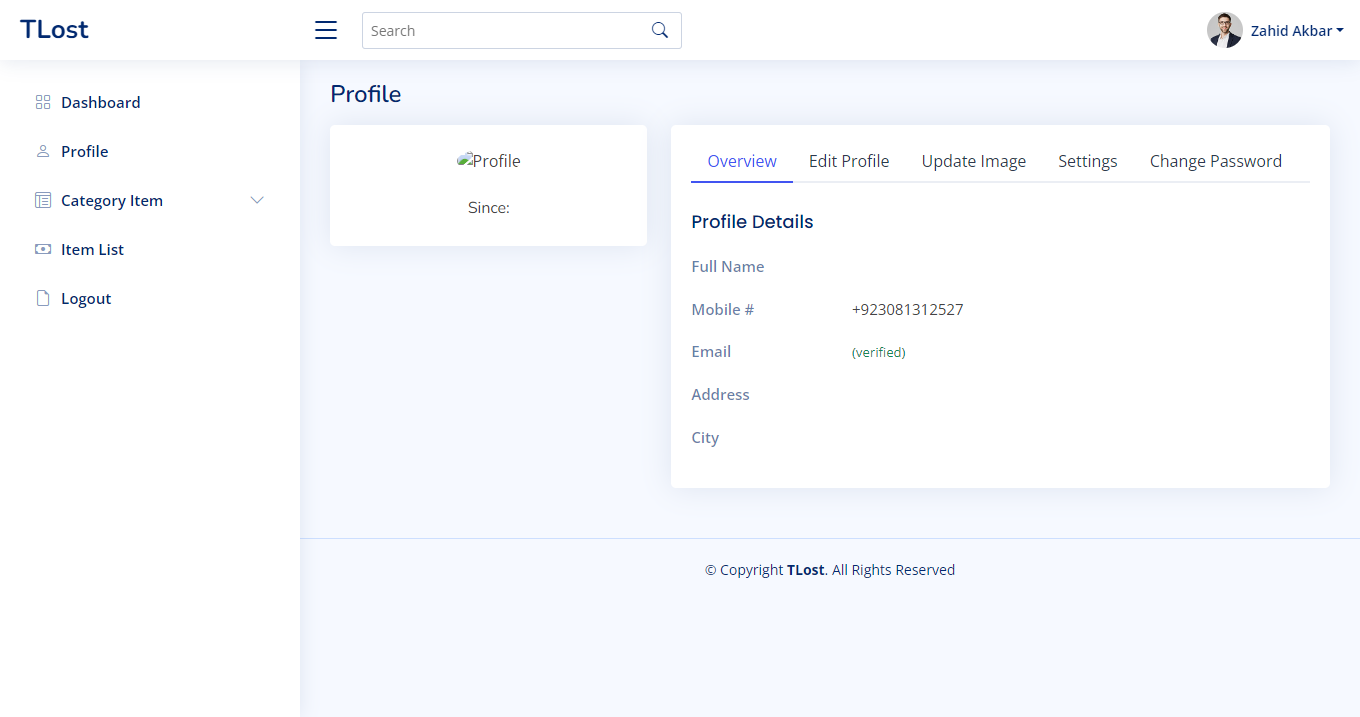 TLost
Search
Zahid Akbar
Dashboard
Profile
Category Item
Item List
Logout
Profile
Profile
Since:
Overview Edit Profile Update Image Settings Change Password
Profile Details
Full Name
Mobile # +923081312527
Email (verified)
Address
City
© Copyright TLost. All Rights Reserved